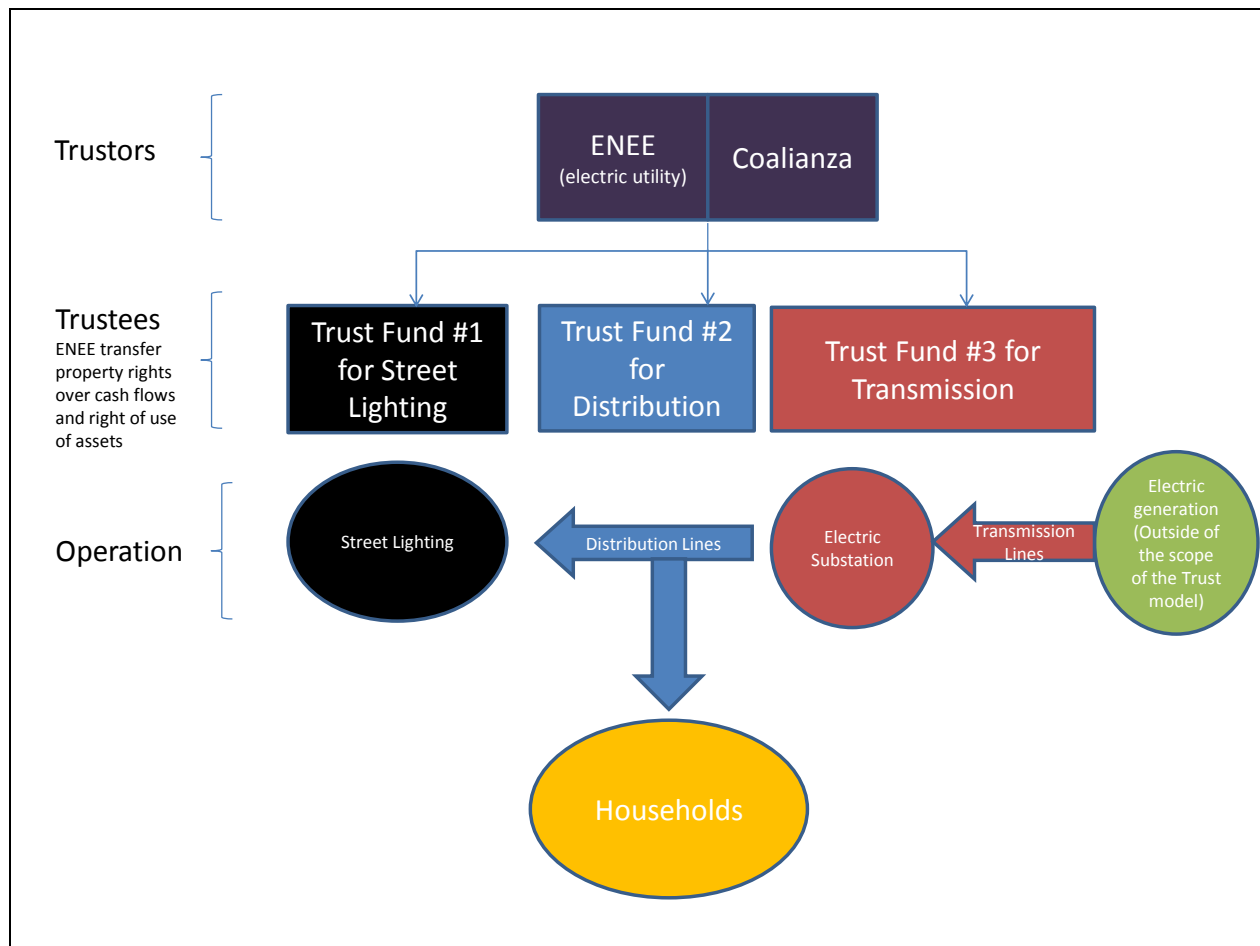 Trustors
ENEE
(electric utility)
Coalianza
Trustees
ENEE transfer
property rights
over cash flows
and right of use
of assets
Trust Fund #1
for Street
Lighting
Trust Fund #2
for
Distribution
Trust Fund #3 for
Transmission
Operation
Street Lighting
Distribution Lines
Electric
Substation
Transmission
Lines
Electric
generation
(Outside of
the scope
of the Trust
model)
Households